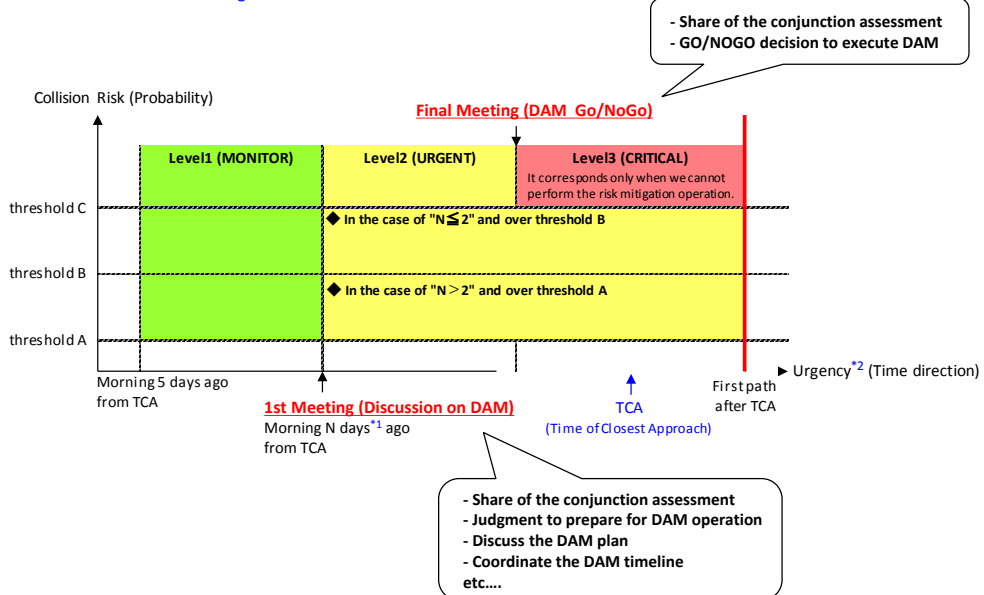 - Share of the conjunction assessment
- GO/NOGO decision to execute DAM
Collision Risk (Probability)
Final Meeting (DAM Go/NoGo)
Level1 (MONITOR)
Level2 (URGENT)
Level3 (CRITICAL)
It corresponds only when we cannot
perform the risk mitigation operation.
threshold C
◆ In the case of "N≦2" and over threshold B
threshold B
◆ In the case of "N>2" and over threshold A
threshold A
Urgency*2 (Time direction)
Morning 5 days ago
from TCA
First path
after TCA
1st Meeting (Discussion on DAM)
Morning N days*1 ago
from TCA
TCA
(Time of Closest Approach)
- Share of the conjunction assessment
- Judgment to prepare for DAM operation
- Discuss the DAM plan
- Coordinate the DAM timeline
etc....